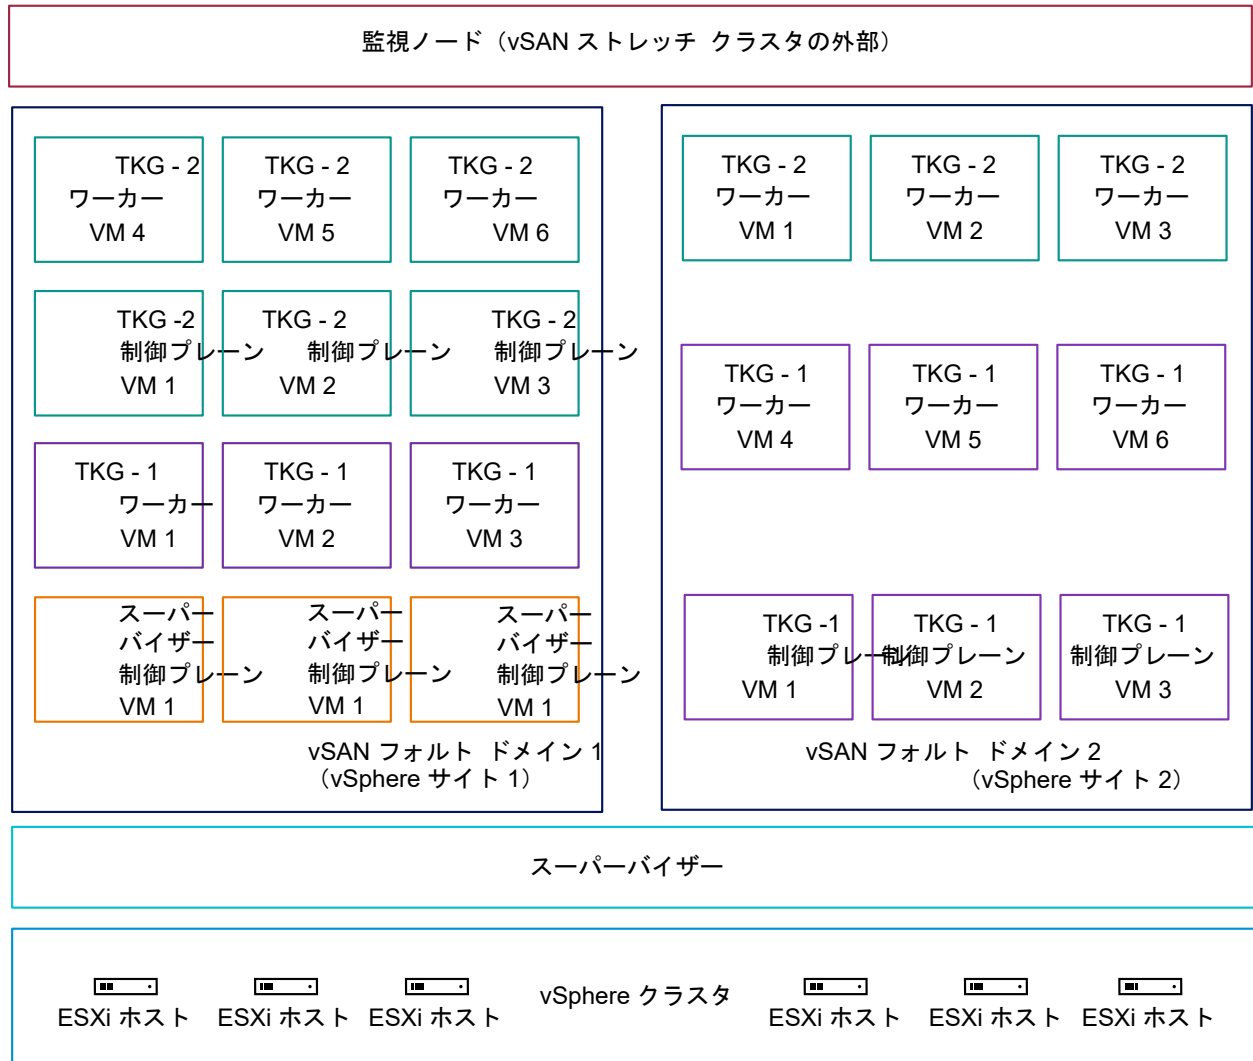 監視ノード（vSAN ストレッチ クラスタの外部）
TKG - 2
ワーカー
VM 4
TKG - 2
ワーカー
VM 5
TKG - 2
ワーカー
VM 6
TKG -2
制御プレーン
VM 1
TKG - 2
制御プレーン
VM 2
TKG - 2
制御プレーン
VM 3
TKG - 1
ワーカー
VM 1
TKG - 1
ワーカー
VM 2
TKG - 1
ワーカー
VM 3
スーパー
バイザー
制御プレーン
VM 1
スーパー
バイザー
制御プレーン
VM 1
スーパー
バイザー
制御プレーン
VM 1
vSAN フォルト ドメイン 1
（vSphere サイト 1）
TKG - 2
ワーカー
VM 1
TKG - 2
ワーカー
VM 2
TKG - 2
ワーカー
VM 3
TKG - 1
ワーカー
VM 4
TKG - 1
ワーカー
VM 5
TKG - 1
ワーカー
VM 6
TKG -1
制御プレーン
VM 1
TKG - 1
制御プレーン
VM 2
TKG - 1
制御プレーン
VM 3
vSAN フォルト ドメイン 2
（vSphere サイト 2）
スーパーバイザー
ESXi ホスト
ESXi ホスト
ESXi ホスト
vSphere クラスタ
ESXi ホスト
ESXi ホスト
ESXi ホスト